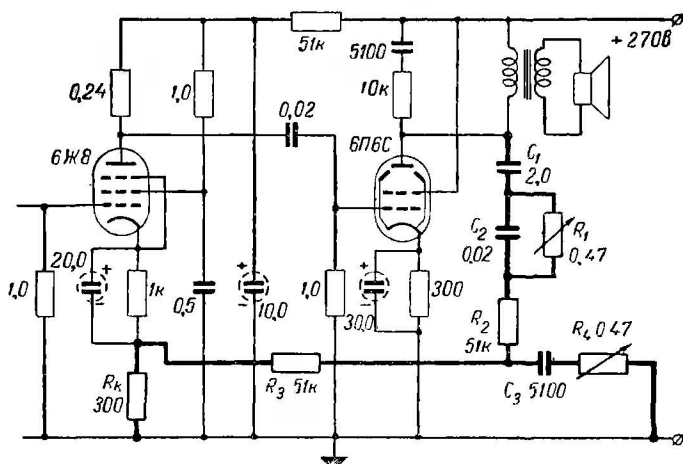 51к
+ 270в
5100
0,24
1,0
10к
0,02
6Ж8
6П6С
C₁
2,0
C₂
0,02
R₁
0,47
20,0
+
-
1,0
1к
0,5
+
-
10,0
1,0
+
-
30,0
300
R₂
51к
R₄ 0,47
Rк
300
R₃ 51к
C₃ 5100